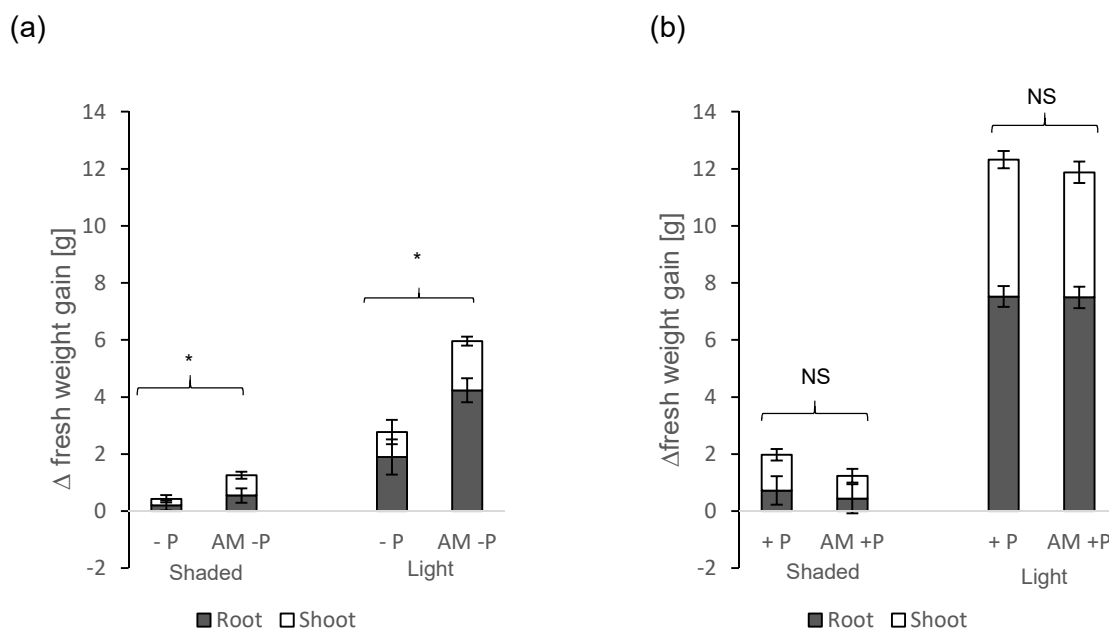 (a)
14
12
10
8
6
4
2
0
-2
Δ fresh weight gain [g]
*
*
- P AM -P - P AM -P
Shaded Light
Root Shoot
(b)
14
12
10
8
6
4
2
0
-2
Δfresh weight gain [g]
NS
NS
+ P AM +P + P AM +P
Shaded Light
Root Shoot